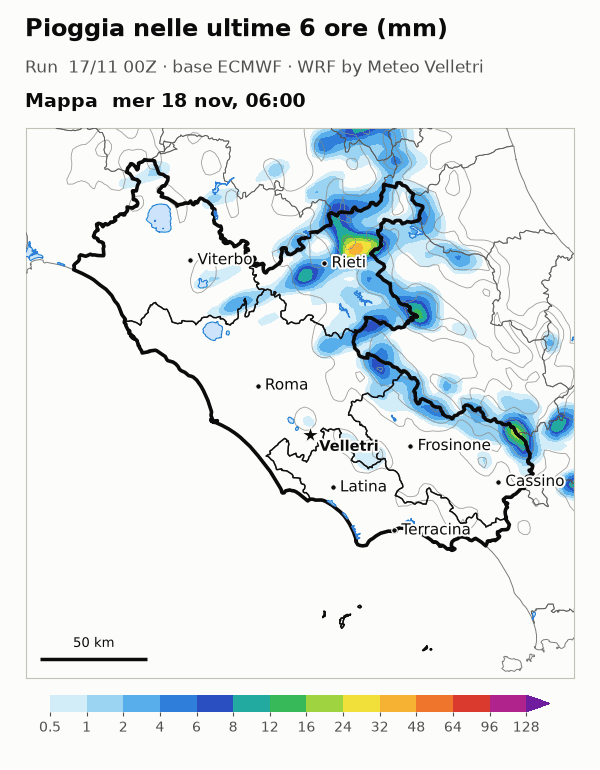 Pioggia nelle ultime 6 ore (mm)
Run  17/11 00Z · base ECMWF · WRF by Meteo Velletri
Mappa  mer 18 nov, 06:00
Viterbo
Rieti
Roma
Velletri
Frosinone
Latina
Cassino
Terracina
50 km
0.5 1 2 4 6 8 12 16 24 32 48 64 96 128